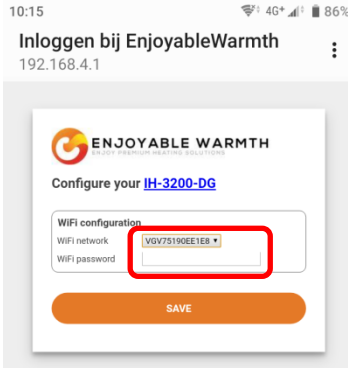 10:15 4G+ 86%
Inloggen bij EnjoyableWarmth
192.168.4.1
ENJOYABLE WARMTH
ENJOY PREMIUM HEATING SOLUTIONS
Configure your IH-3200-DG
WiFi configuration
WiFi network VGV75190EE1E8
WiFi password
SAVE